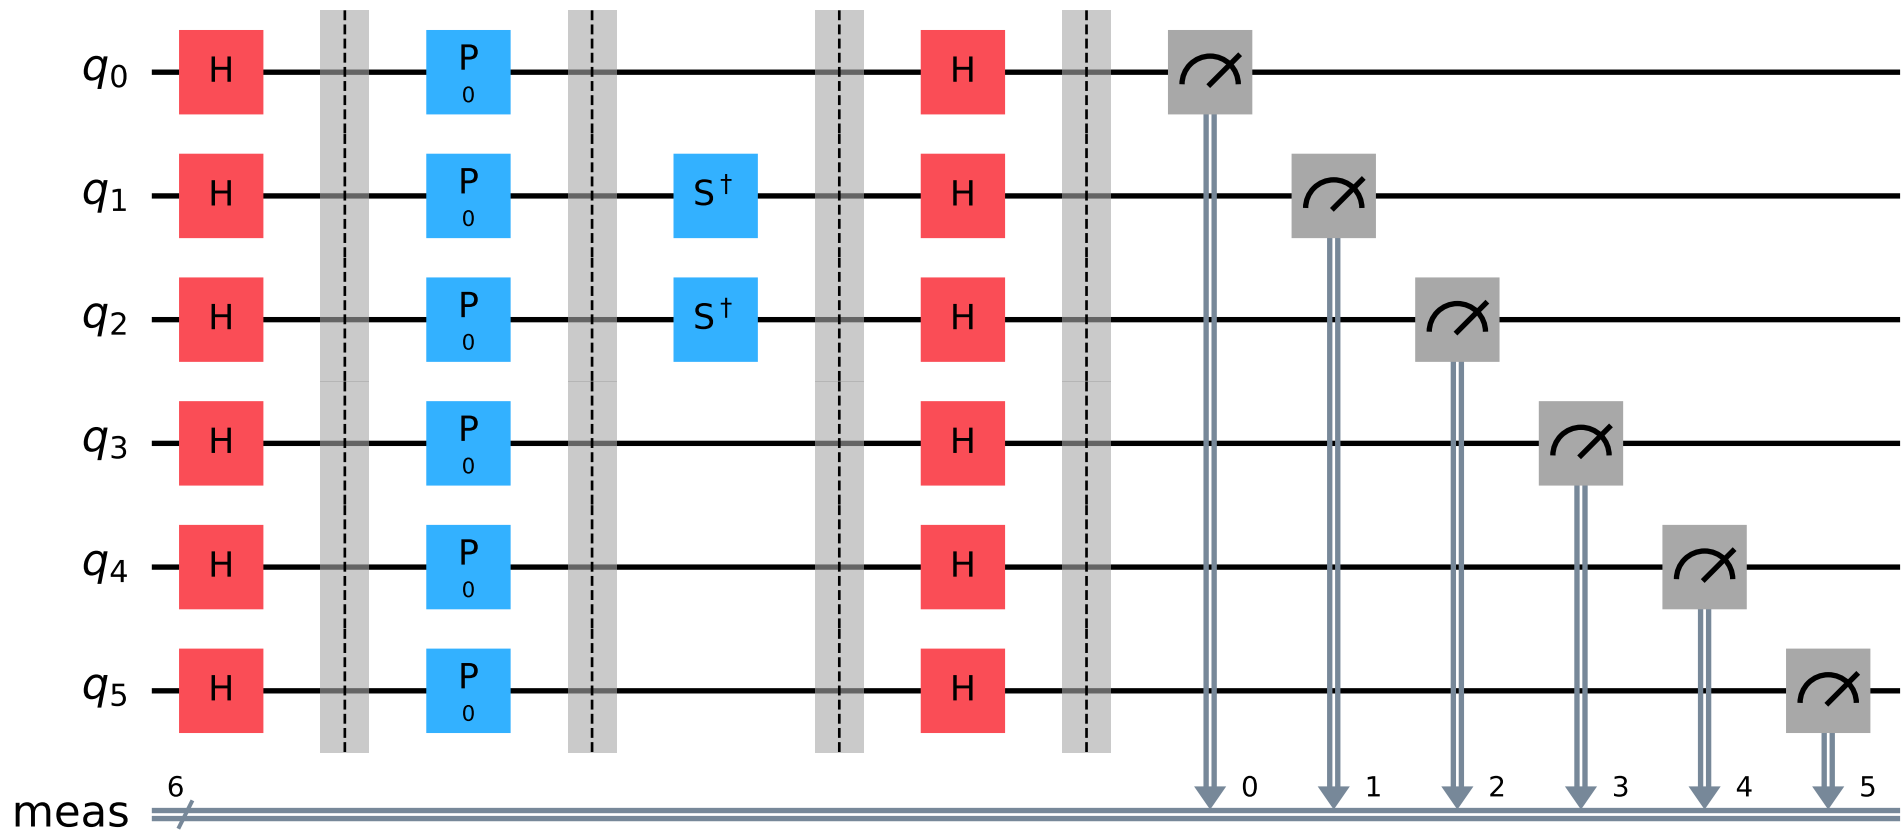 q0 H P 0 H
q1 H P 0 S† H
q2 H P 0 S† H
q3 H P 0 H
q4 H P 0 H
q5 H P 0 H
6 0 1 2 3 4 5
meas